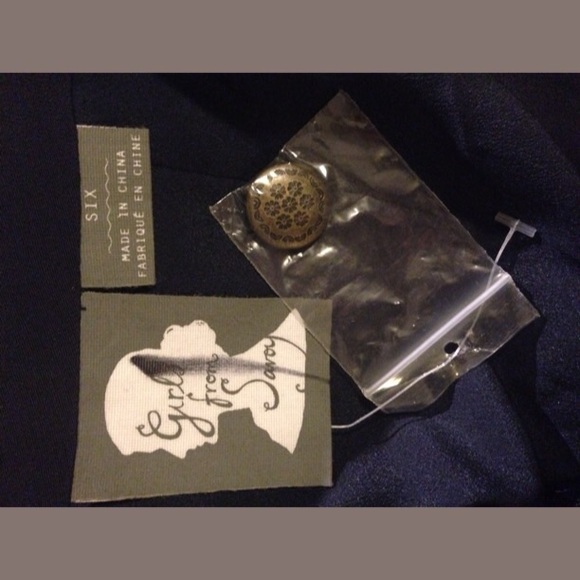 SIX
MADE IN CHINA
FABRIQUÉ EN CHINE
Girls
from
Savoy